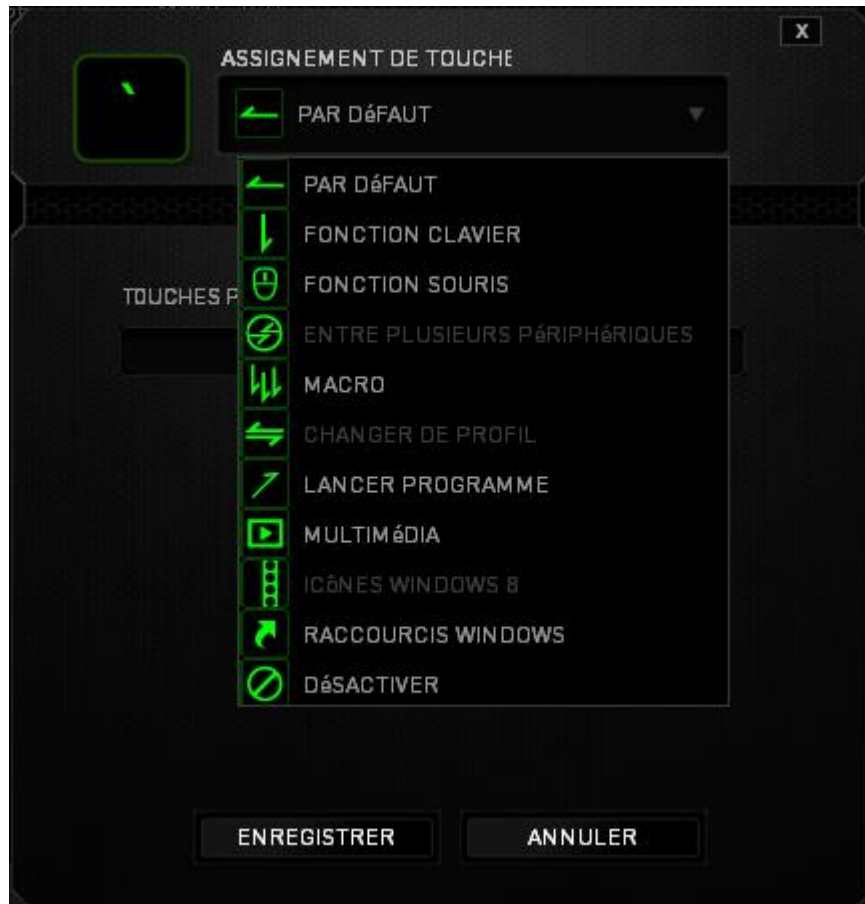 X
ASSIGNEMENT DE TOUCHE
`
PAR DéFAUT
PAR DéFAUT
FONCTION CLAVIER
FONCTION SOURIS
TOUCHES P
ENTRE PLUSIEURS PéRIPHéRIQUES
MACRO
CHANGER DE PROFIL
LANCER PROGRAMME
MULTIMéDIA
ICôNES WINDOWS 8
RACCOURCIS WINDOWS
DéSACTIVER
ENREGISTRER
ANNULER